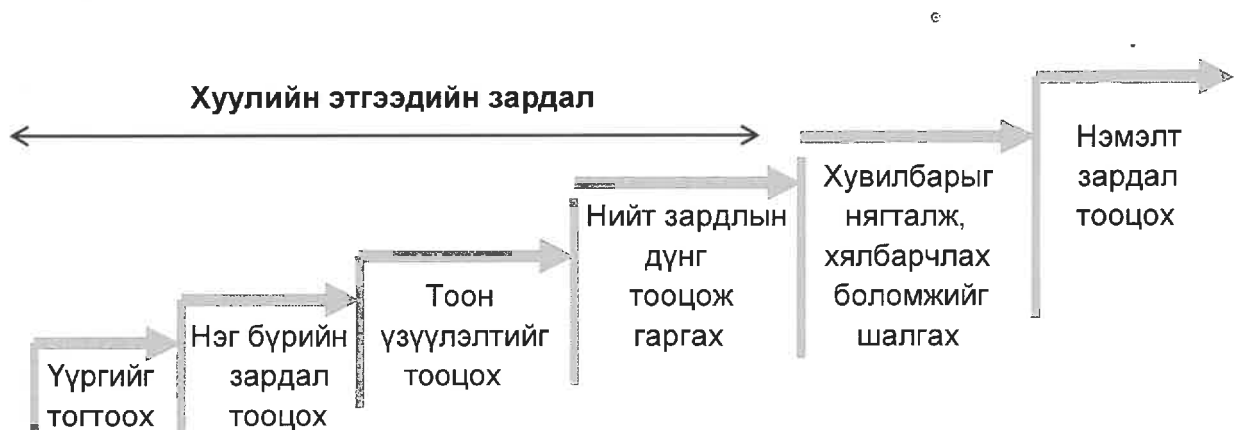 Хуулийн этгээдийн зардал
Үүргийг
тогтоох
Нэг бүрийн
зардал
тооцох
Тоон
үзүүлэлтийг
тооцох
Нийт зардлын
дүнг
тооцож
гаргах
Хувилбарыг
нягталж,
хялбарчлах
боломжийг
шалгах
Нэмэлт
зардал
тооцох